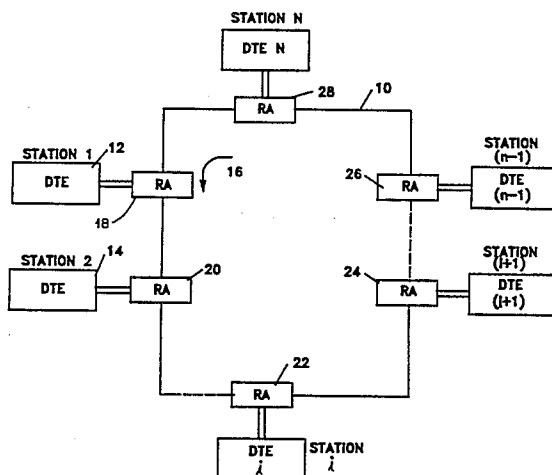 STATION N
DTE N
28
10
RA
STATION 1
12
DTE
RA
16
18
26
RA
STATION
(n-1)
DTE
(n-1)
STATION 2
14
DTE
20
RA
STATION
(i+1)
24
RA
DTE
(i+1)
22
RA
DTE
i
STATION
i